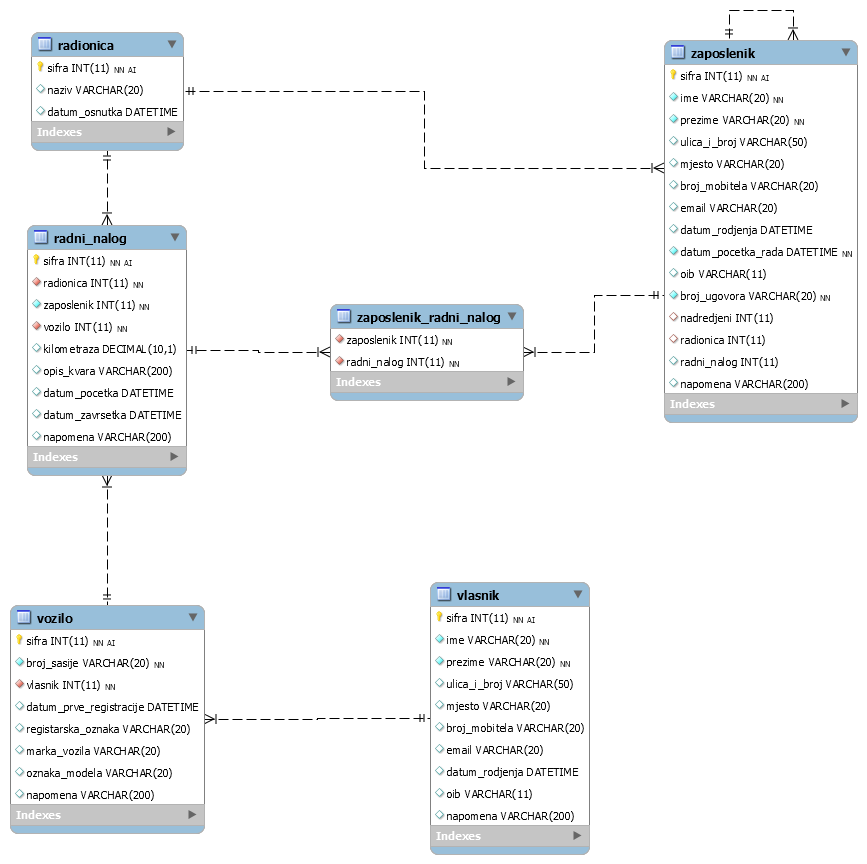 radionica
sifra INT(11) NN AI
naziv VARCHAR(20)
datum_osnutka DATETIME
Indexes
zaposlenik
sifra INT(11) NN AI
ime VARCHAR(20) NN
prezime VARCHAR(20) NN
ulica_i_broj VARCHAR(50)
mjesto VARCHAR(20)
broj_mobitela VARCHAR(20)
email VARCHAR(20)
datum_rodjenja DATETIME
datum_pocetka_rada DATETIME NN
oib VARCHAR(11)
broj_ugovora VARCHAR(20) NN
nadredjeni INT(11)
radionica INT(11)
radni_nalog INT(11)
napomena VARCHAR(200)
Indexes
radni_nalog
sifra INT(11) NN AI
radionica INT(11) NN
zaposlenik INT(11) NN
vozilo INT(11) NN
kilometraza DECIMAL(10,1)
opis_kvara VARCHAR(200)
datum_pocetka DATETIME
datum_zavrsetka DATETIME
napomena VARCHAR(200)
Indexes
zaposlenik_radni_nalog
zaposlenik INT(11) NN
radni_nalog INT(11) NN
Indexes
vozilo
sifra INT(11) NN AI
broj_sasije VARCHAR(20) NN
vlasnik INT(11) NN
datum_prve_registracije DATETIME
registarska_oznaka VARCHAR(20)
marka_vozila VARCHAR(20)
oznaka_modela VARCHAR(20)
napomena VARCHAR(200)
Indexes
vlasnik
sifra INT(11) NN AI
ime VARCHAR(20) NN
prezime VARCHAR(20) NN
ulica_i_broj VARCHAR(50)
mjesto VARCHAR(20)
broj_mobitela VARCHAR(20)
email VARCHAR(20)
datum_rodjenja DATETIME
oib VARCHAR(11)
napomena VARCHAR(200)
Indexes